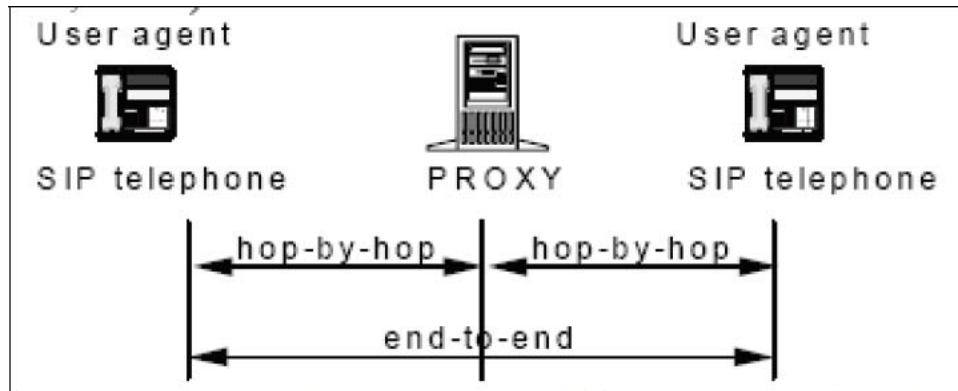 User agent
User agent
SIP telephone
PROXY
SIP telephone
hop-by-hop
hop-by-hop
end-to-end